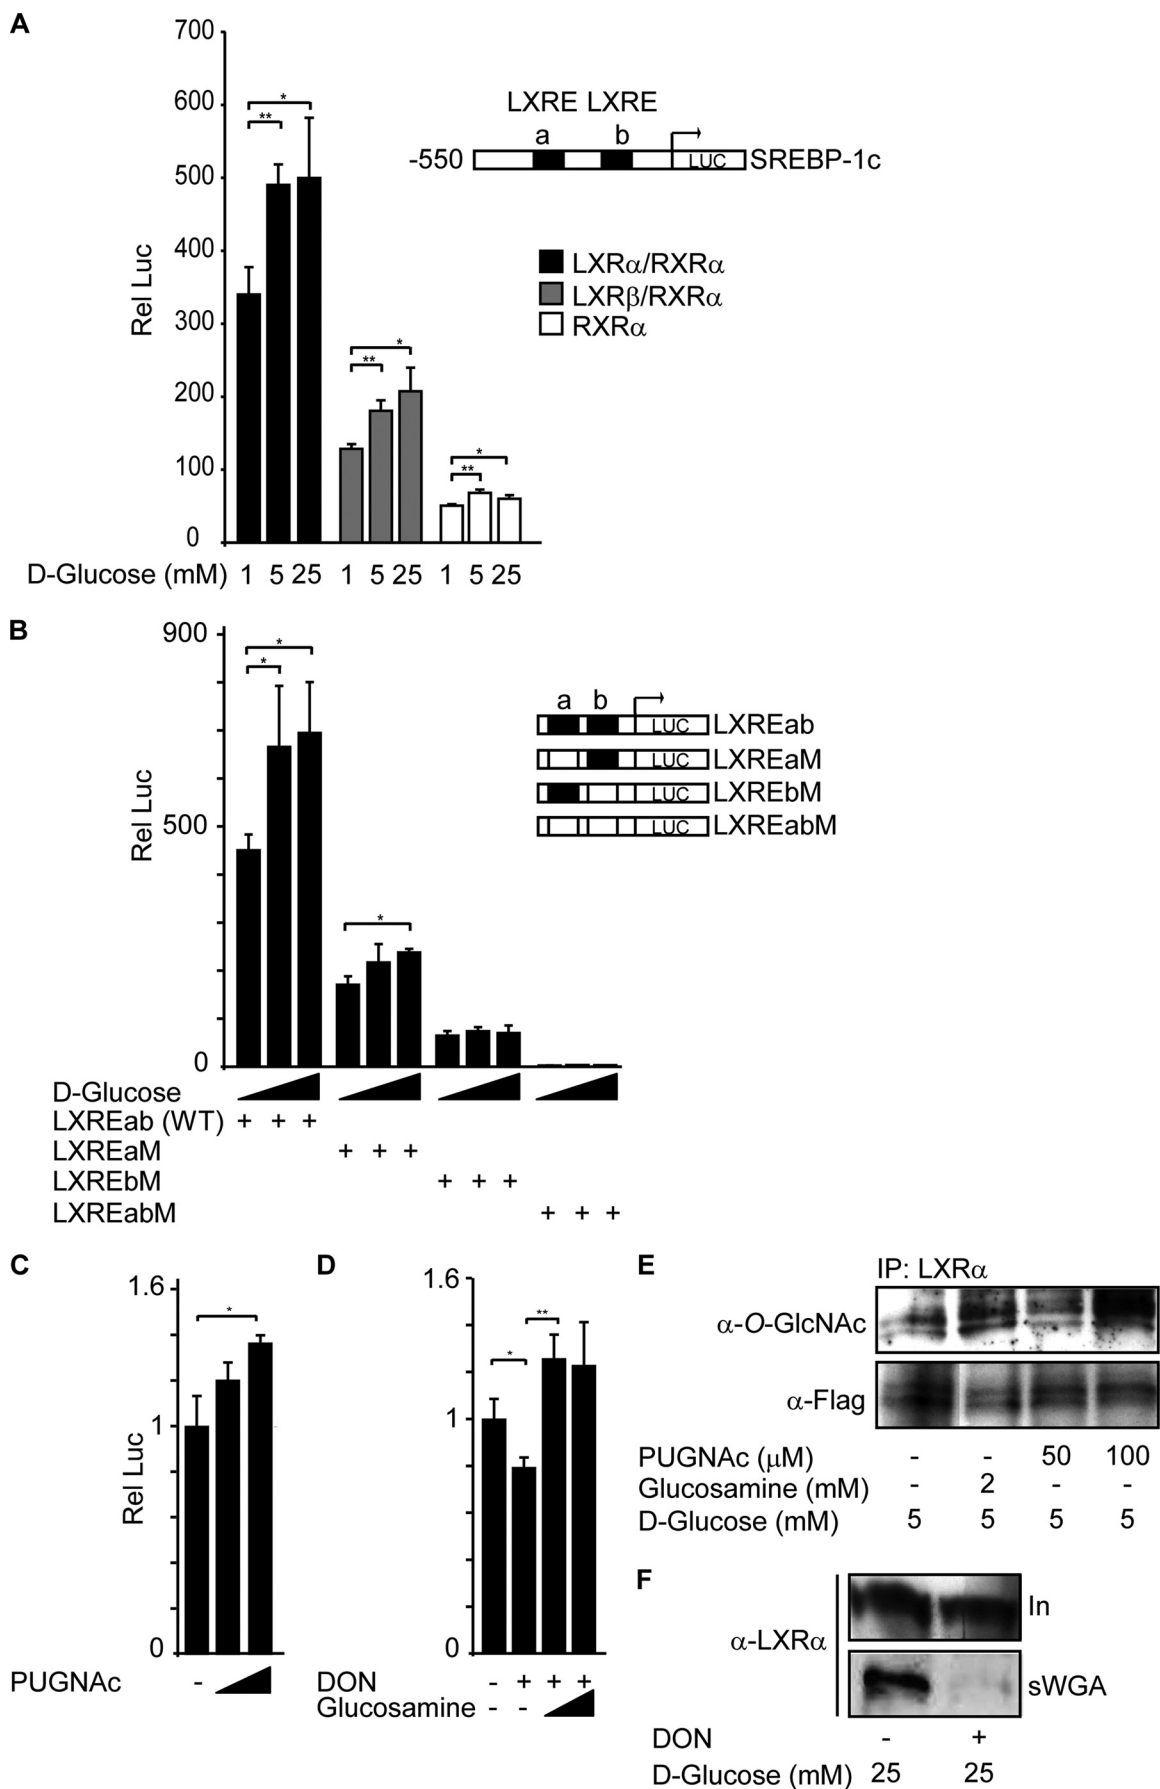 A
700
600
500
400
300
200
100
0
Rel Luc
* ** * ** * **
LXRE LXRE
a b
-550 LUC SREBP-1c
LXRα/RXRα
LXRβ/RXRα
RXRα
D-Glucose (mM) 1 5 25 1 5 25 1 5 25
B
900
500
0
Rel Luc
* * *
a b
LUC LXREab
LUC LXREaM
LUC LXREbM
LUC LXREabM
D-Glucose
LXREab (WT) + + +
LXREaM + + +
LXREbM + + +
LXREabM + + +
C
1.6
1
0
Rel Luc
*
PUGNAc -
D
1.6
1
0
* **
DON - + + +
Glucosamine - -
E
IP: LXRα
α-O-GlcNAc
α-Flag
PUGNAc (μM) - - 50 100
Glucosamine (mM) - 2 - -
D-Glucose (mM) 5 5 5 5
F
In
α-LXRα
sWGA
DON - +
D-Glucose (mM) 25 25